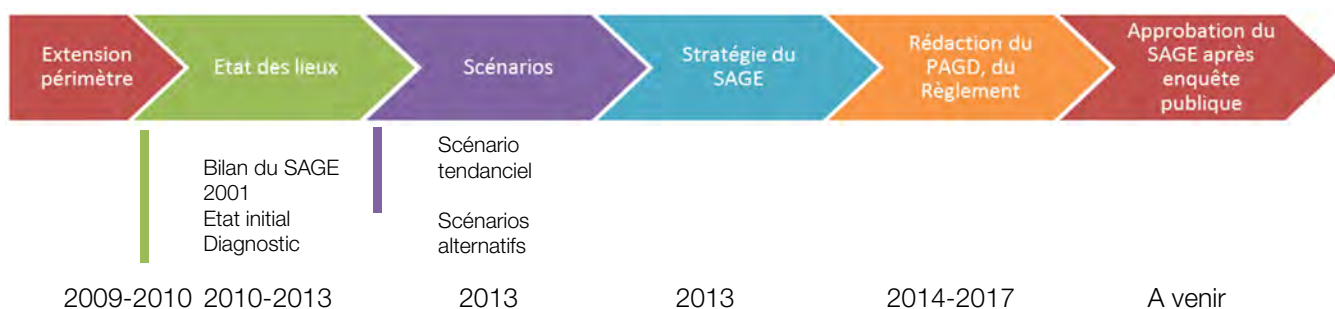 Extension
périmètre
Etat des lieux
Scénarios
Stratégie du
SAGE
Rédaction du
PAGD, du
Règlement
Approbation du
SAGE après
enquête
publique
Bilan du SAGE
2001
Etat initial
Diagnostic
Scénario
tendanciel
Scénarios
alternatifs
2009-2010 2010-2013 2013 2013 2014-2017 A venir